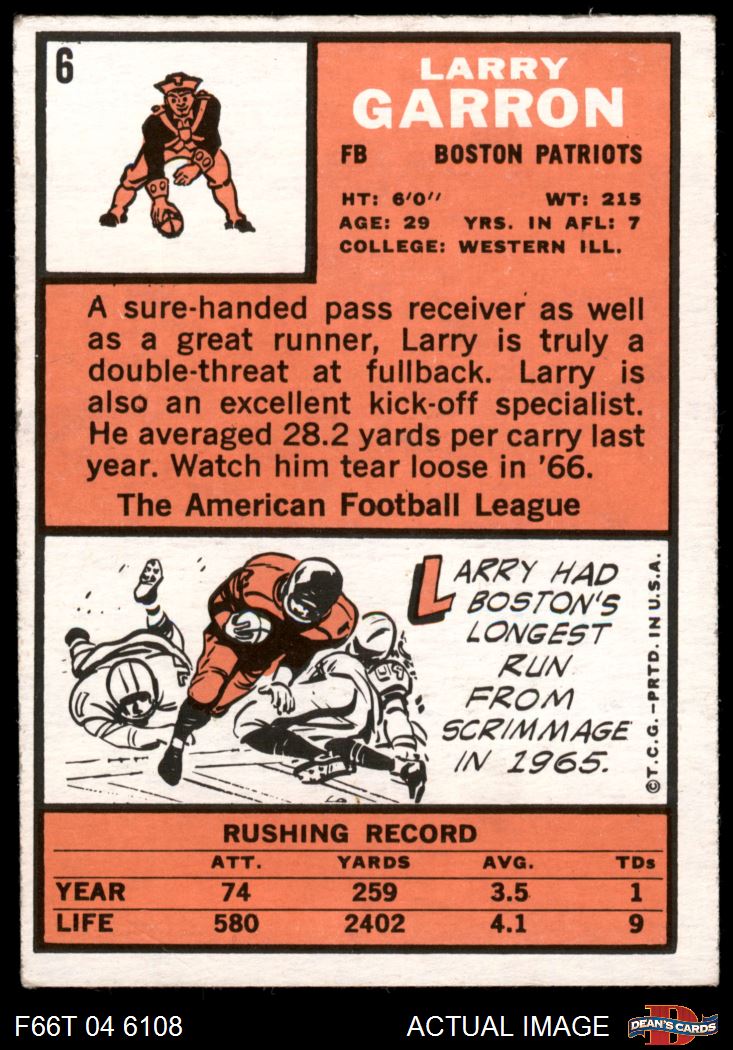 6
LARRY
GARRON
FB BOSTON PATRIOTS
HT: 6'0" WT: 215
AGE: 29 YRS. IN AFL: 7
COLLEGE: WESTERN ILL.
A sure-handed pass receiver as well
as a great runner, Larry is truly a
double-threat at fullback. Larry is
also an excellent kick-off specialist.
He averaged 28.2 yards per carry last
year. Watch him tear loose in '66.
The American Football League
LARRY HAD
BOSTON'S
LONGEST
RUN
FROM
SCRIMMAGE
IN 1965.
49
©T.C.G.—PRTD. IN U.S.A.
RUSHING RECORD
ATT. YARDS AVG. TDs
YEAR 74 259 3.5 1
LIFE 580 2402 4.1 9
F66T 04 6108 ACTUAL IMAGE D DEAN'S CARDS